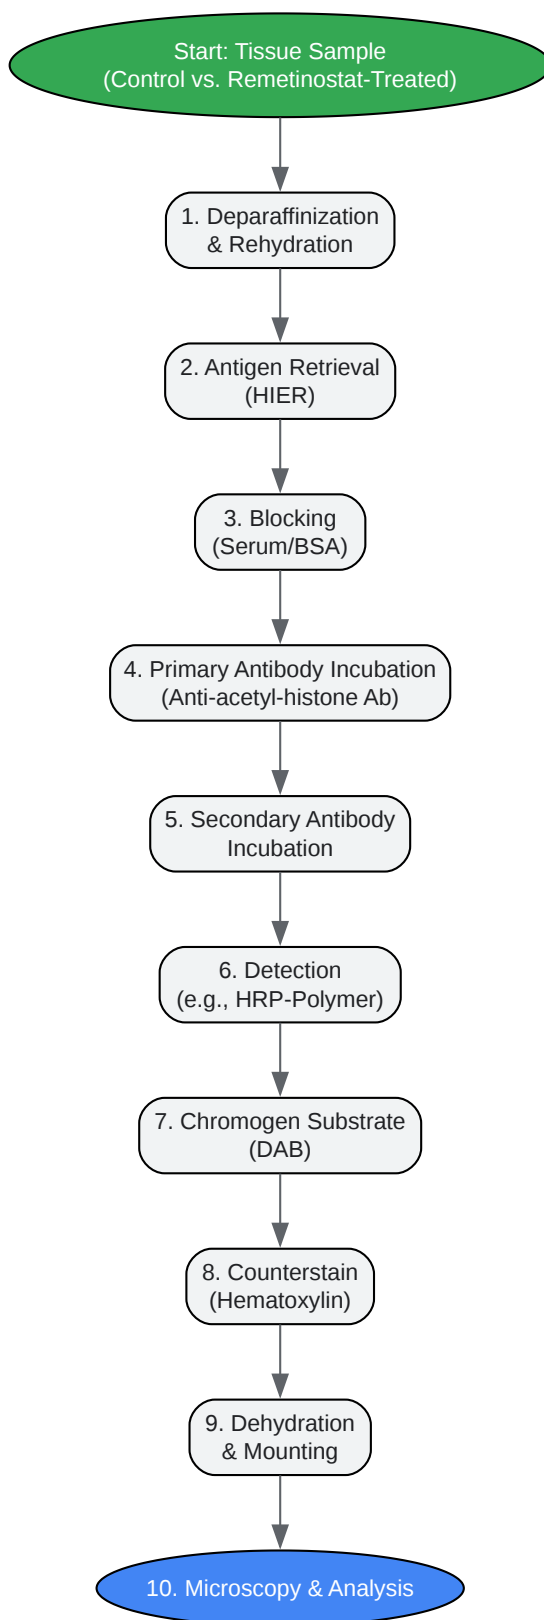 Start: Tissue Sample
(Control vs. Remetinostat-Treated)
1. Deparaffinization
& Rehydration
2. Antigen Retrieval
(HIER)
3. Blocking
(Serum/BSA)
4. Primary Antibody Incubation
(Anti-acetyl-histone Ab)
5. Secondary Antibody
Incubation
6. Detection
(e.g., HRP-Polymer)
7. Chromogen Substrate
(DAB)
8. Counterstain
(Hematoxylin)
9. Dehydration
& Mounting
10. Microscopy & Analysis